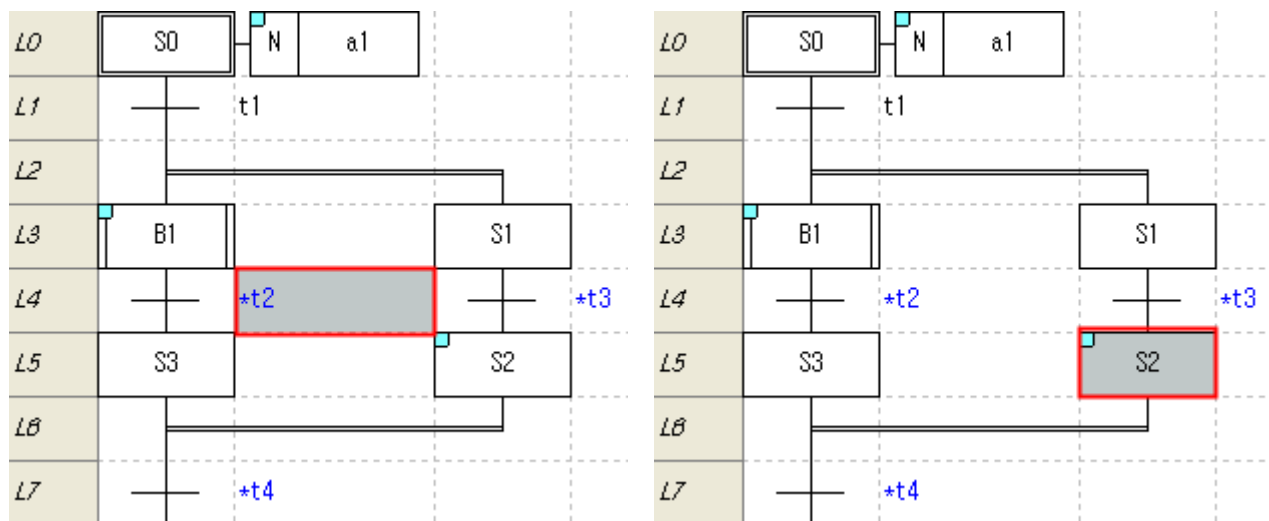 L0 S0 N a1
L1 t1
L2
L3 B1 S1
L4 *t2 *t3
L5 S3 S2
L6
L7 *t4
L0 S0 N a1
L1 t1
L2
L3 B1 S1
L4 *t2 *t3
L5 S3 S2
L6
L7 *t4